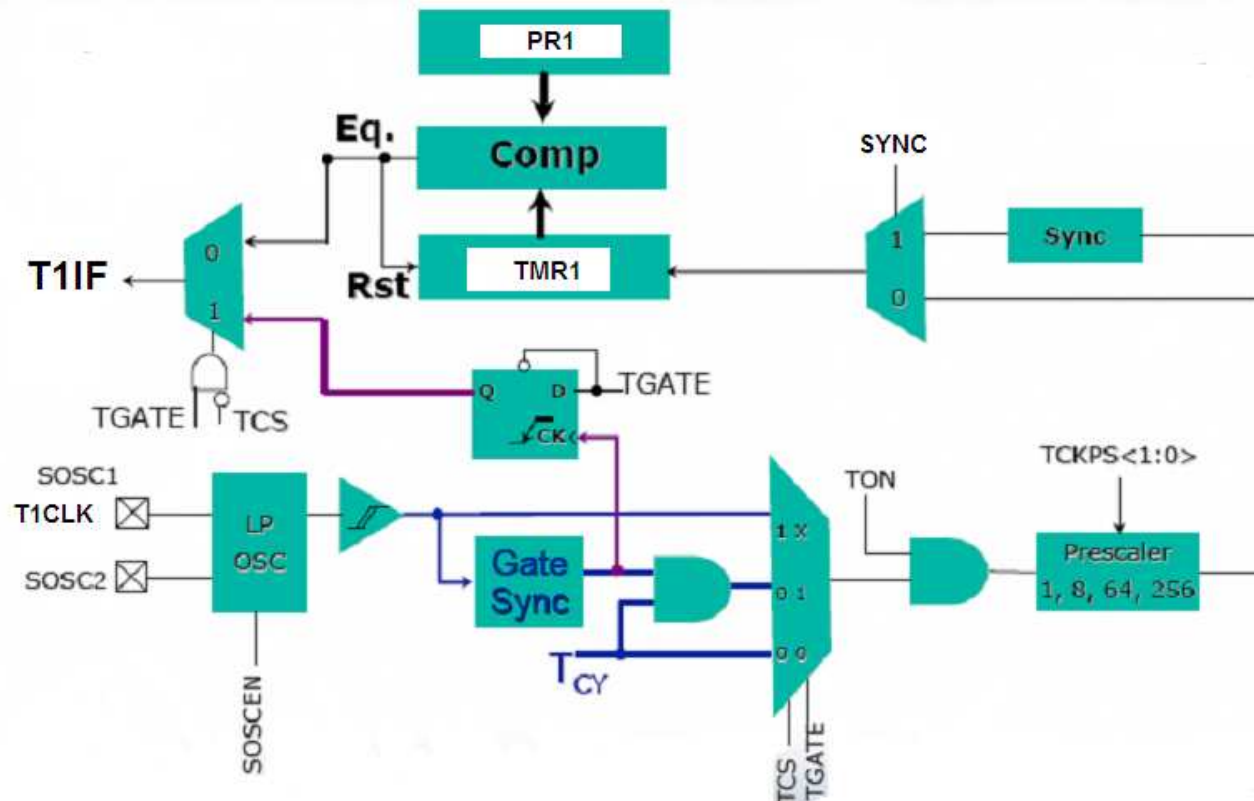 PR1
Eq.
Comp
SYNC
0
1
Sync
T1IF
Rst
TMR1
1
0
Q
D
TGATE
CK
TGATE
TCS
SOSC1
T1CLK
LP
OSC
SOSC2
SOSCEN
Gate
Sync
TCY
1 X
0 1
0 0
TCS
TGATE
TON
TCKPS<1:0>
Prescaler
1, 8, 64, 256